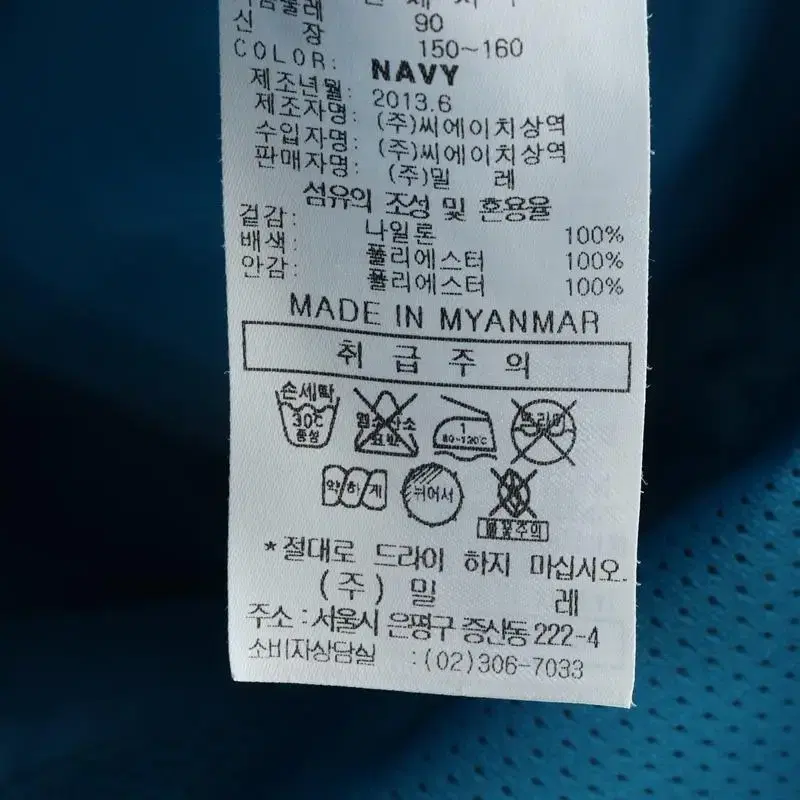 90
신 장 150~160
COLOR: NAVY
제조년월: 2013.6
제조자명: (주)씨에이치상역
수입자명: (주)씨에이치상역
판매자명: (주)밀 레
섬유의 조성 및 혼용율
겉감: 나일론 100%
배색: 폴리에스터 100%
안감: 폴리에스터 100%
MADE IN MYANMAR
취 급 주 의
손세탁
30℃ 1
중성 80~120℃
약하게 뉘어서
불꽃주의
*절대로 드라이 하지 마십시오.
(주) 밀 레
주소 : 서울시 은평구 증산동 222-4
소비자상담실 :(02)306-7033